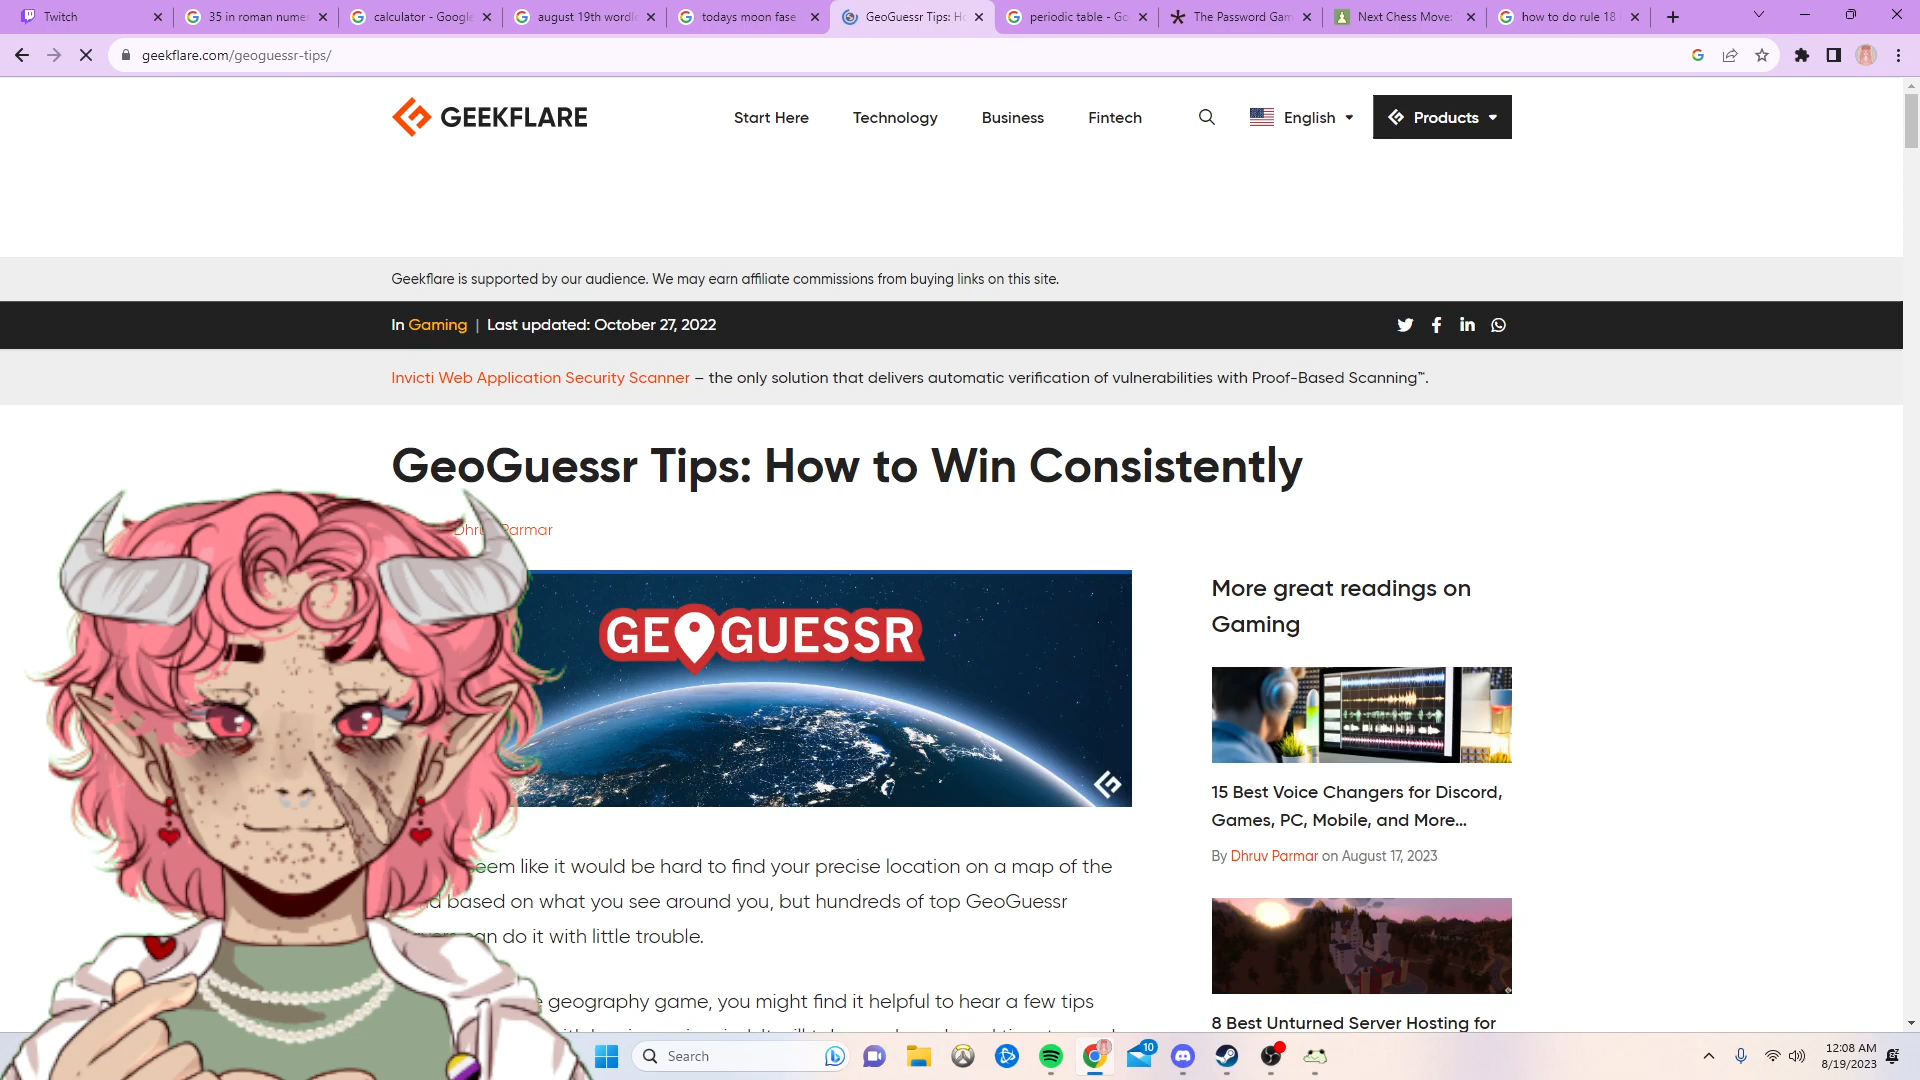 Twitch
35 in roman nume
calculator - Google
august 19th wordle
todays moon fase
GeoGuessr Tips: Ho
periodic table - Go
The Password Gam
Next Chess Move:
how to do rule 18
geekflare.com/geoguessr-tips/
GEEKFLARE
Start Here
Technology
Business
Fintech
English
Products
Geekflare is supported by our audience. We may earn affiliate commissions from buying links on this site.
In Gaming | Last updated: October 27, 2022
Invicti Web Application Security Scanner – the only solution that delivers automatic verification of vulnerabilities with Proof-Based Scanning™.
GeoGuessr Tips: How to Win Consistently
Parmar
GEOGUESSR
like it would be hard to find your precise location on a map of the
based on what you see around you, but hundreds of top GeoGuessr
can do it with little trouble.
geography game, you might find it helpful to hear a few tips
More great readings on
Gaming
15 Best Voice Changers for Discord,
Games, PC, Mobile, and More...
By Dhruv Parmar on August 17, 2023
8 Best Unturned Server Hosting for
Search
10
12:08 AM
8/19/2023